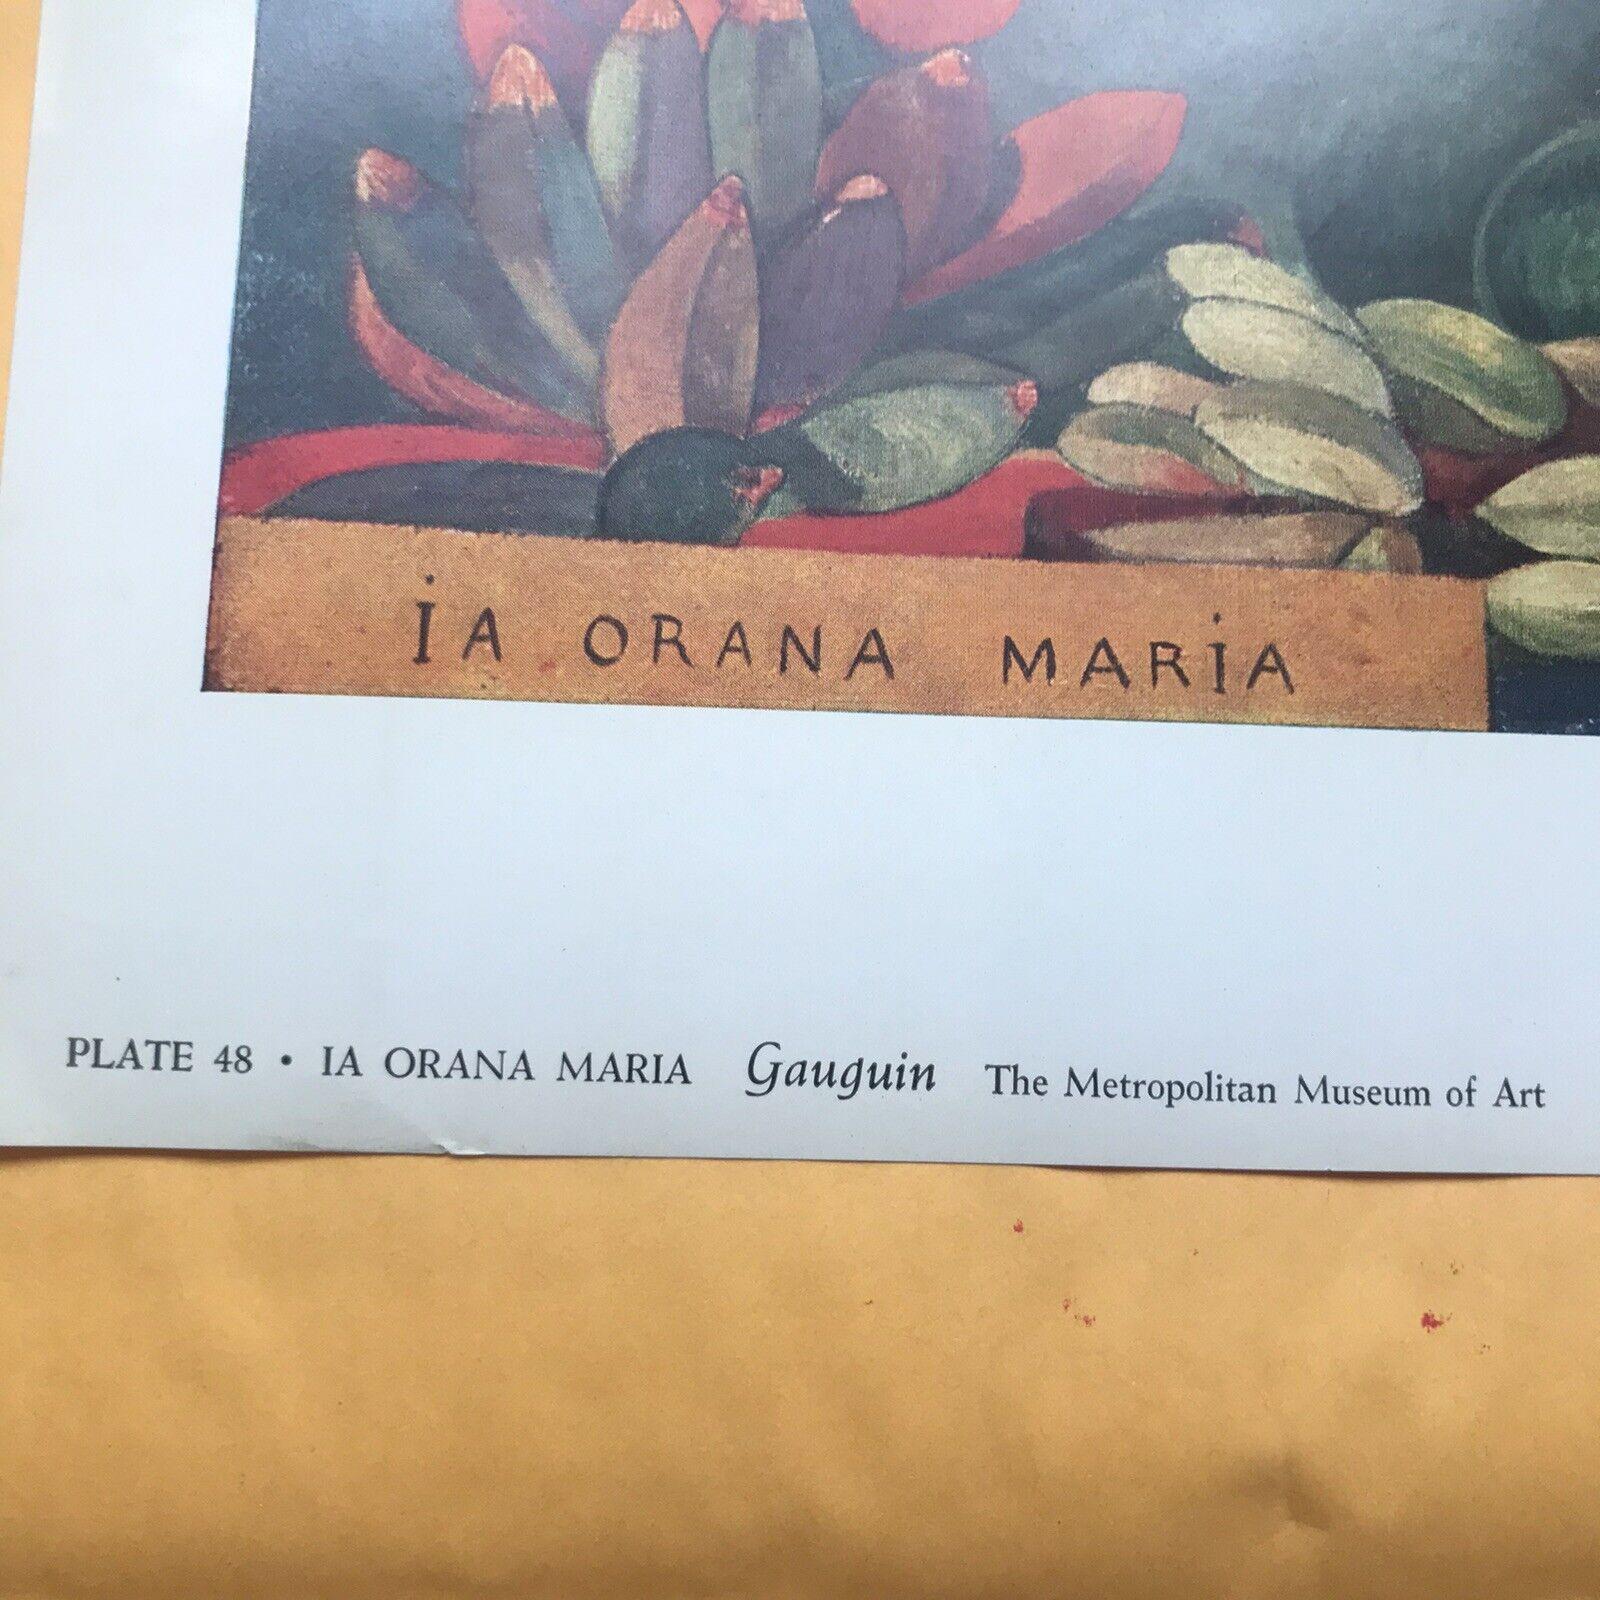 iA ORANA MARiA
PLATE 48 • IA ORANA MARIA Gauguin The Metropolitan Museum of Art